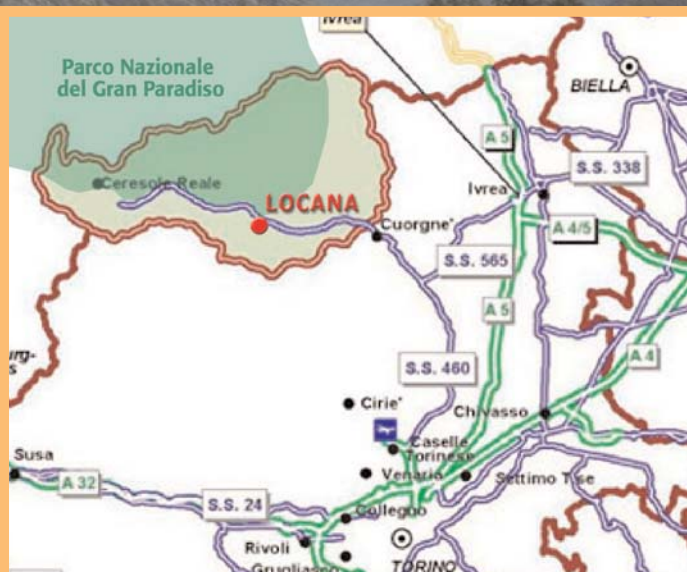 Ivrea
Parco Nazionale
del Gran Paradiso
BIELLA
A 5
S.S. 338
Ceresole Reale
Ivrea
LOCANA
Cuorgne'
A 4/5
S.S. 565
A 5
A 4
S.S. 460
Cirie'
Chivasso
Caselle
Torinese
Susa
Venaria
Settimo T.se
A 32
S.S. 24
Collegno
Rivoli
TORINO
Grugliasco